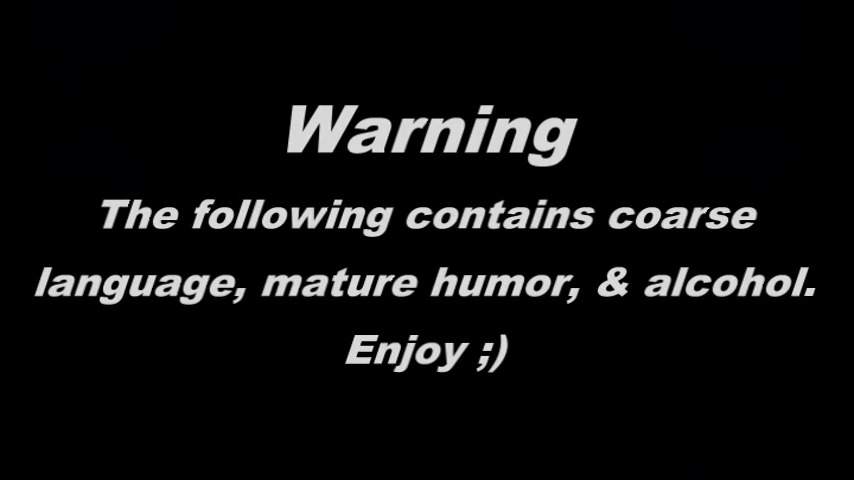 Warning
The following contains coarse
language, mature humor, & alcohol.
Enjoy ;)